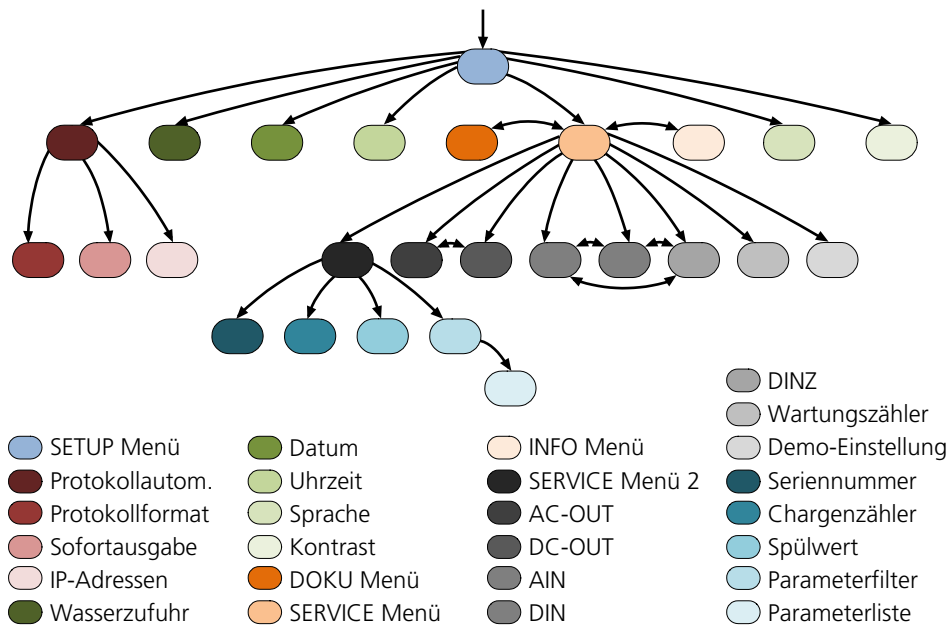 SETUP Menü
Protokollautom.
Protokollformat
Sofortausgabe
IP-Adressen
Wasserzufuhr
Datum
Uhrzeit
Sprache
Kontrast
DOKU Menü
SERVICE Menü
INFO Menü
SERVICE Menü 2
AC-OUT
DC-OUT
AIN
DIN
DINZ
Wartungszähler
Demo-Einstellung
Seriennummer
Chargenzähler
Spülwert
Parameterfilter
Parameterliste